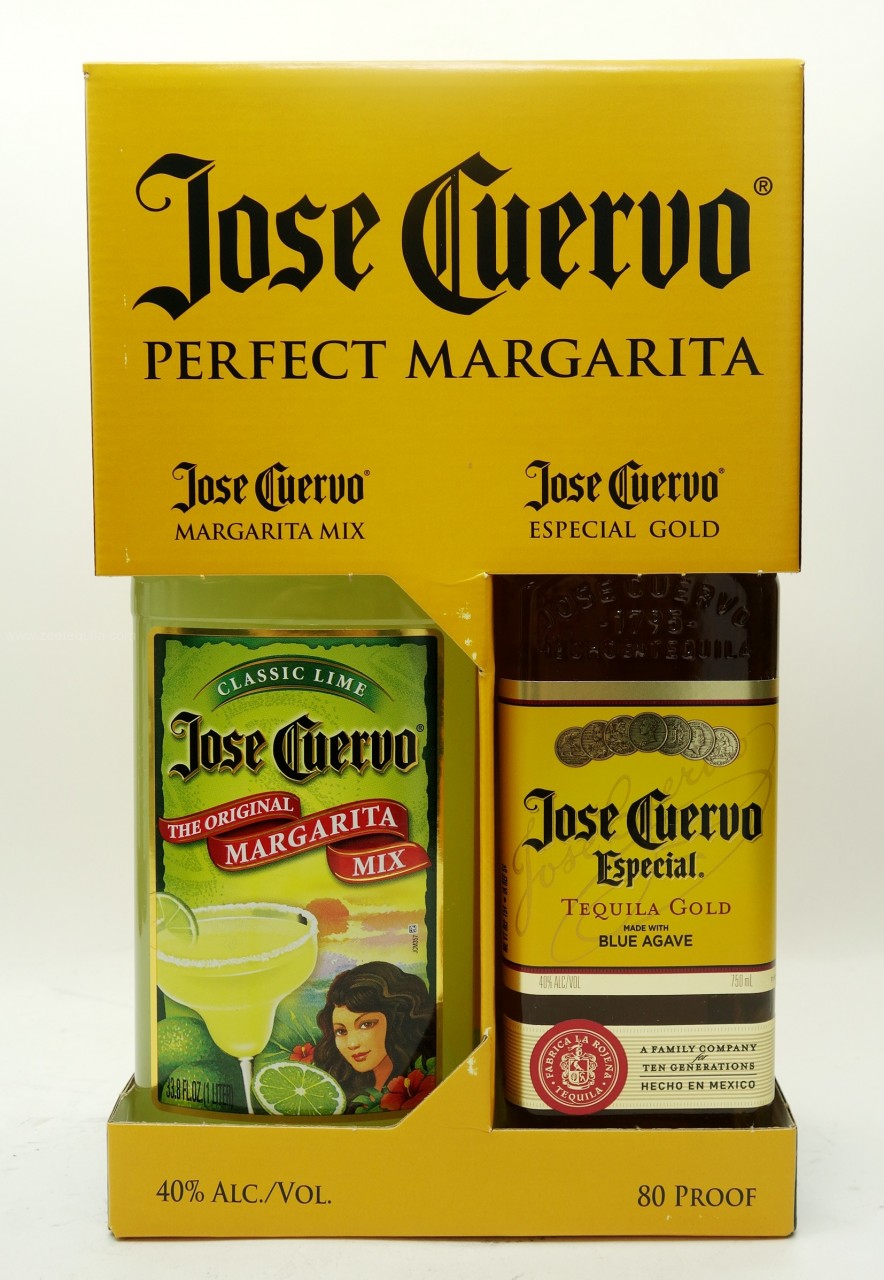 Jose Cuervo®
PERFECT MARGARITA
Jose Cuervo®
MARGARITA MIX
Jose Cuervo®
ESPECIAL GOLD
CLASSIC LIME
Jose Cuervo®
THE ORIGINAL
MARGARITA
MIX
33.8 FL.OZ. (1 LITER)
JOSE CUERVO
-1795-
Jose Cuervo
Especial.
TEQUILA GOLD
MADE WITH
BLUE AGAVE
40% ALC/VOL
750 mL
FABRICA LA ROJEÑA
TEQUILA
A FAMILY COMPANY
for
TEN GENERATIONS
HECHO EN MEXICO
40% ALC./VOL.
80 PROOF